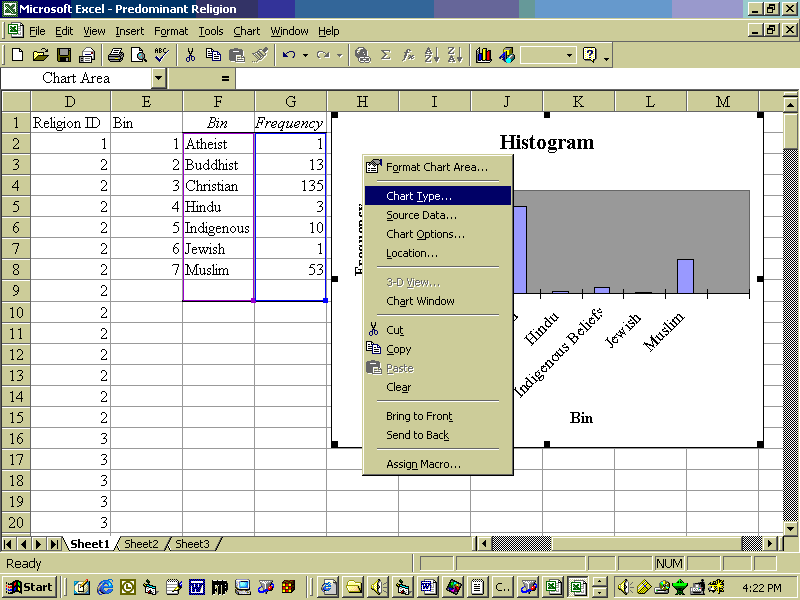 Microsoft Excel - Predominant Religion
File Edit View Insert Format Tools Chart Window Help
Chart Area =
D E F G H I J K L M
1 Religion ID Bin Bin Frequency
2 1 1 Atheist 1
3 2 2 Buddhist 13
4 2 3 Christian 135
5 2 4 Hindu 3
6 2 5 Indigenous 10
7 2 6 Jewish 1
8 2 7 Muslim 53
9 2
10 2
11 2
12 2
13 2
14 2
15 2
16 3
17 3
18 3
19 3
20 3
Histogram
Frequency
Hindu
Indigenous Beliefs
Jewish
Muslim
Bin
Format Chart Area...
Chart Type...
Source Data...
Chart Options...
Location...
3-D View...
Chart Window
Cut
Copy
Paste
Clear
Bring to Front
Send to Back
Assign Macro...
Sheet1 Sheet2 Sheet3
Ready NUM
Start C... 4:22 PM